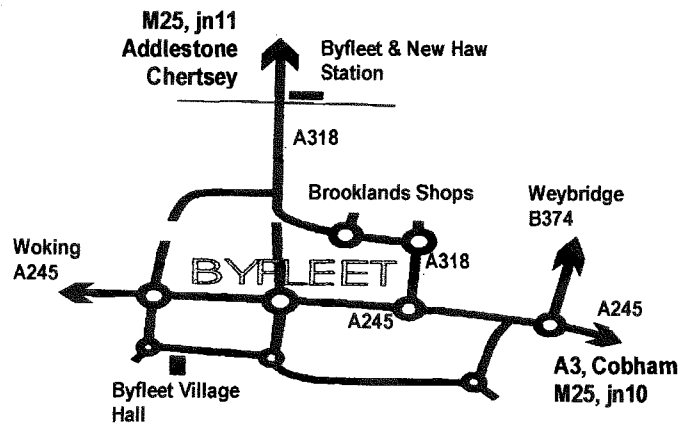 M25, jn11
Addlestone
Chertsey
Byfleet & New Haw
Station
A318
Brooklands Shops
Weybridge
B374
Woking
A245
BYFLEET
A318
A245
A245
Byfleet Village
Hall
A3, Cobham
M25, jn10